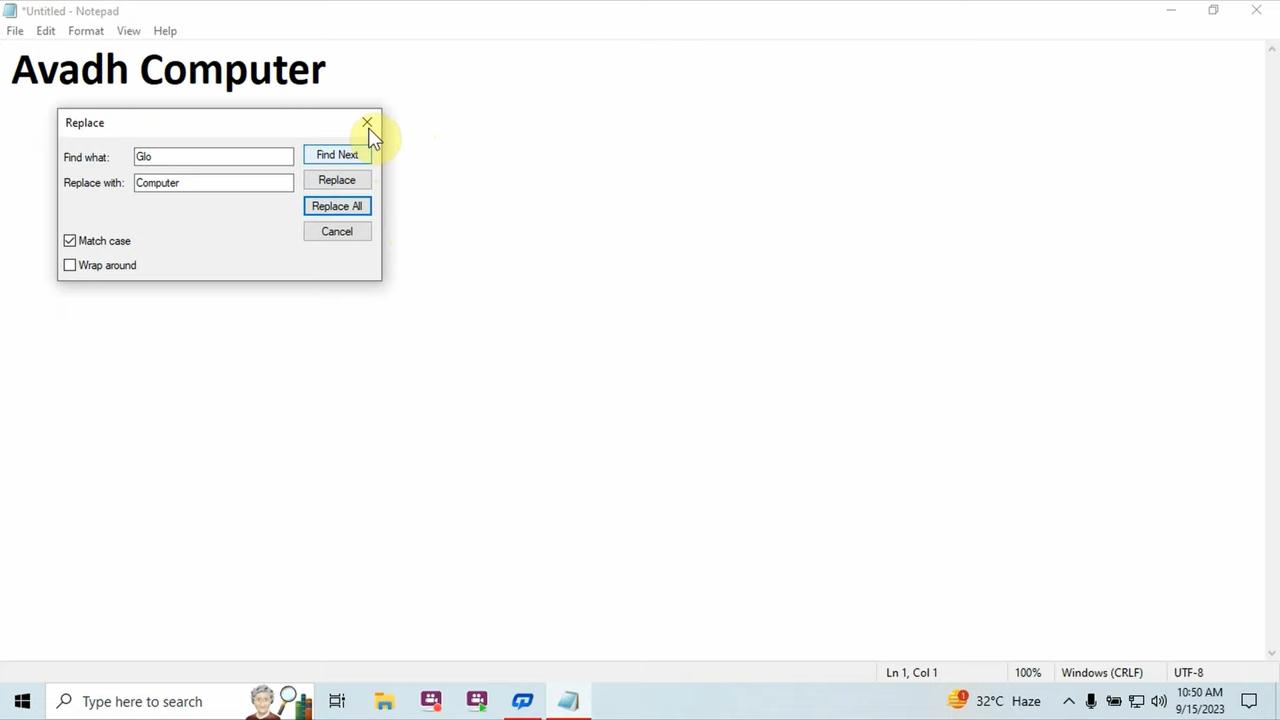 *Untitled - Notepad
File Edit Format View Help
Avadh Computer
Replace
Find what: Glo Find Next
Replace with: Computer Replace
Replace All
Match case Cancel
Wrap around
Ln 1, Col 1 100% Windows (CRLF) UTF-8
Type here to search 1 32°C Haze 10:50 AM
9/15/2023